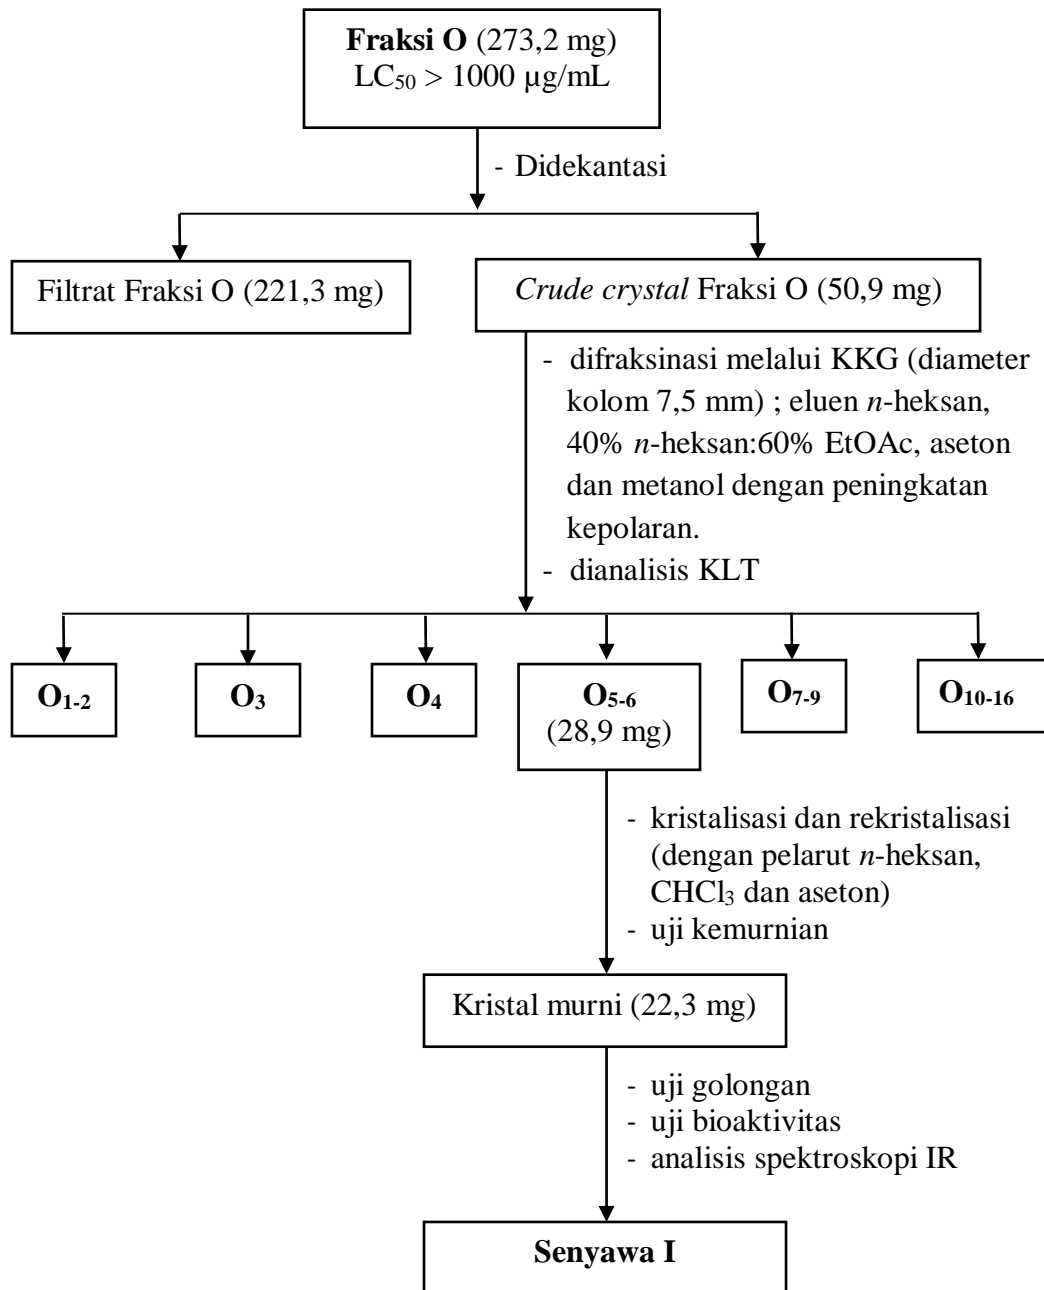 Fraksi O (273,2 mg)
LC₅₀ > 1000 µg/mL
- Didekantasi
Filtrat Fraksi O (221,3 mg)
Crude crystal Fraksi O (50,9 mg)
- difraksinasi melalui KKG (diameter
kolom 7,5 mm) ; eluen n-heksan,
40% n-heksan:60% EtOAc, aseton
dan metanol dengan peningkatan
kepolaran.
- dianalisis KLT
O₁₋₂
O₃
O₄
O₅₋₆
(28,9 mg)
O₇₋₉
O₁₀₋₁₆
- kristalisasi dan rekristalisasi
(dengan pelarut n-heksan,
CHCl₃ dan aseton)
- uji kemurnian
Kristal murni (22,3 mg)
- uji golongan
- uji bioaktivitas
- analisis spektroskopi IR
Senyawa I